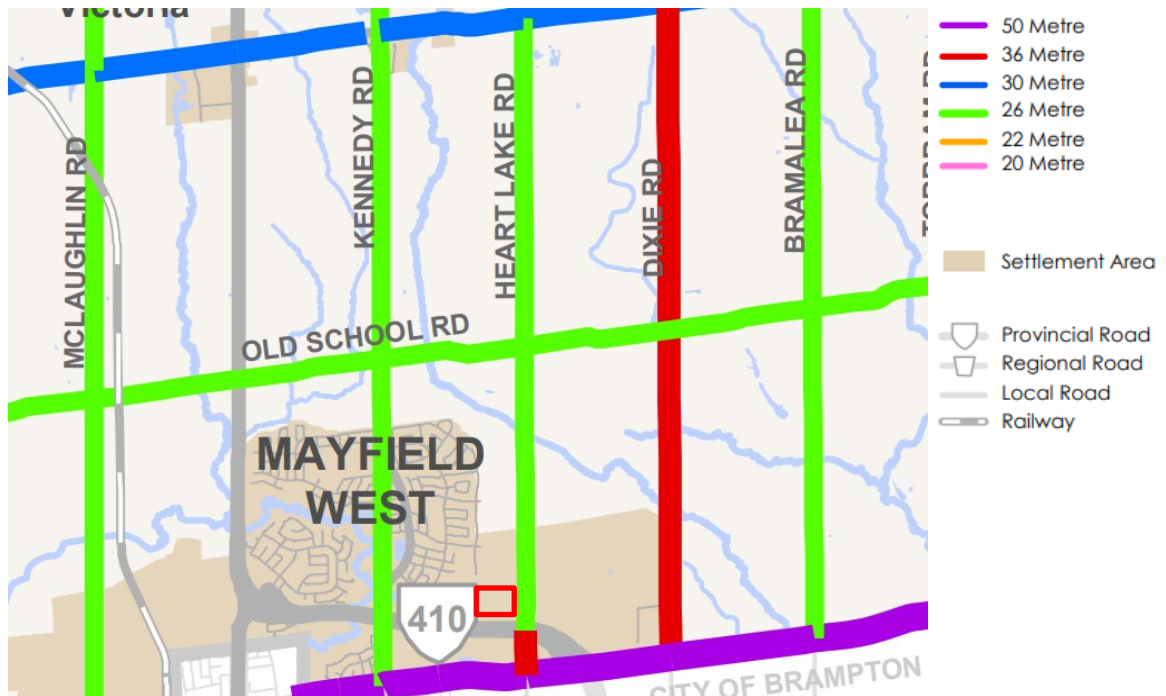 Victoria
MCLAUGHLIN RD
KENNEDY RD
HEART LAKE RD
DIXIE RD
BRAMALEA RD
OLD SCHOOL RD
MAYFIELD
WEST
410
CITY OF BRAMPTON
50 Metre
36 Metre
30 Metre
26 Metre
22 Metre
20 Metre
Settlement Area
Provincial Road
Regional Road
Local Road
Railway